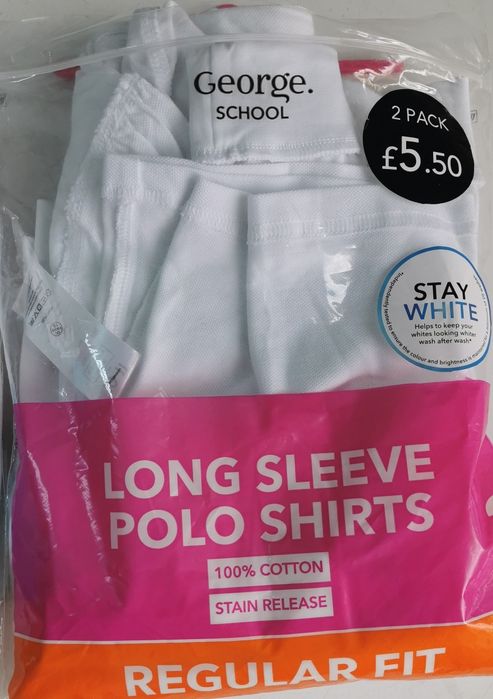 George.
SCHOOL
2 PACK
£5.50
STAY
WHITE
Helps to keep your
whites looking whiter
wash after wash*
LONG SLEEVE
POLO SHIRTS
100% COTTON
STAIN RELEASE
REGULAR FIT